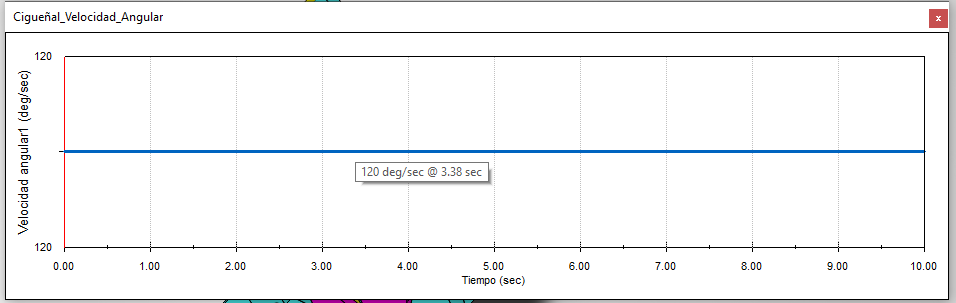 Cigueñal_Velocidad_Angular
x
120
Velocidad angular1 (deg/sec)
120 deg/sec @ 3.38 sec
120
0.00 1.00 2.00 3.00 4.00 5.00 6.00 7.00 8.00 9.00 10.00
Tiempo (sec)